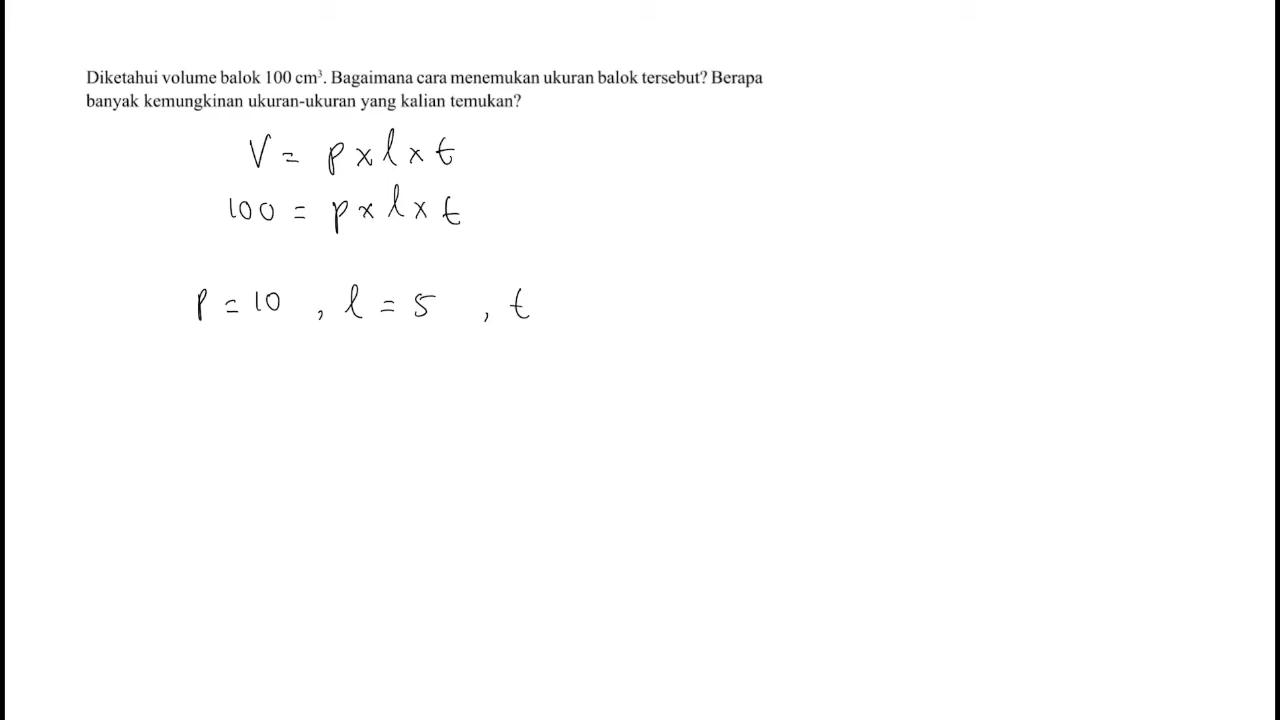 Diketahui volume balok 100 cm³. Bagaimana cara menemukan ukuran balok tersebut? Berapa
banyak kemungkinan ukuran-ukuran yang kalian temukan?
V = p x l x t
100 = p x l x t
P = 10 , l = 5 , t